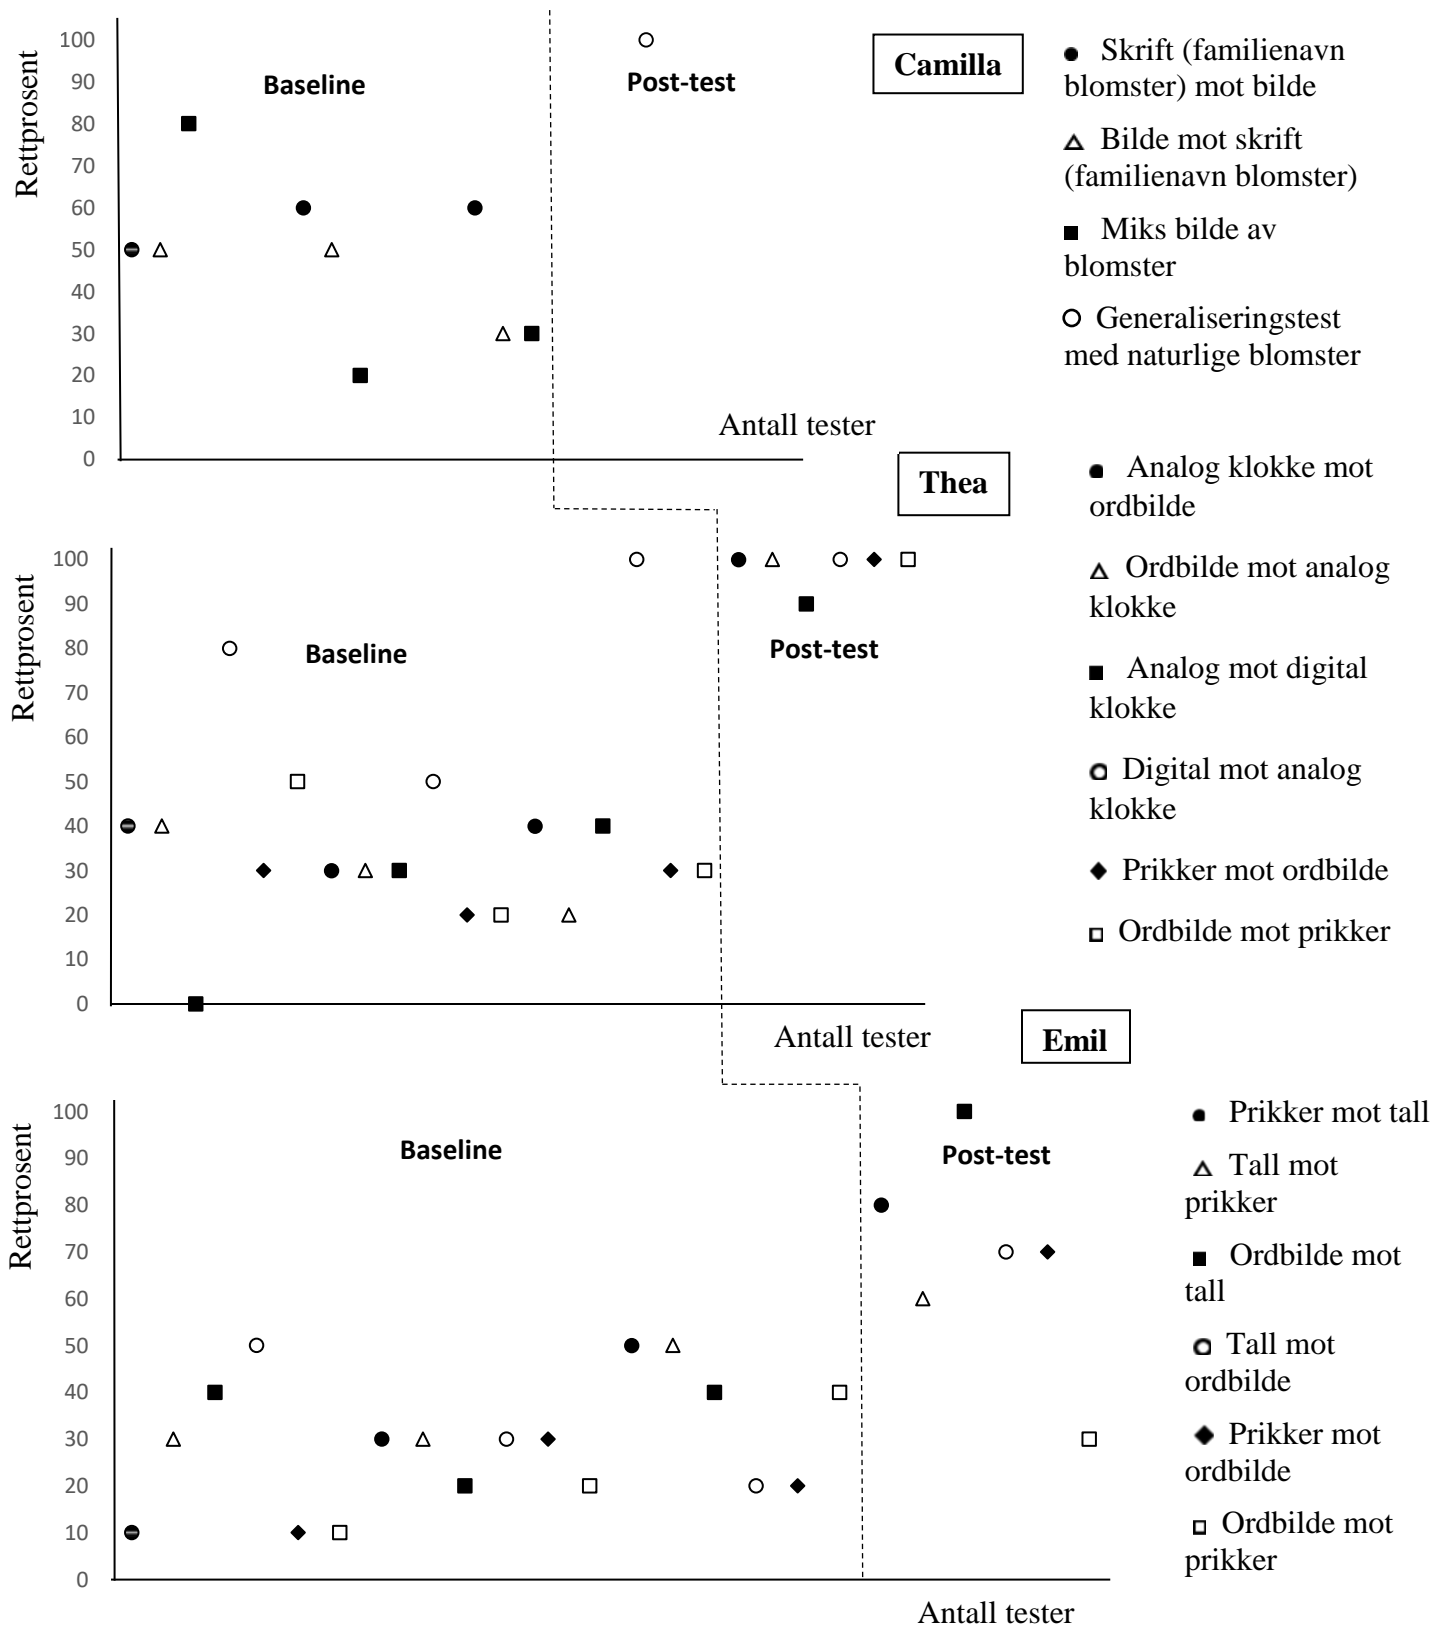 Rettprosent
100
90
80
70
60
50
40
30
20
10
0
Baseline
Post-test
Camilla
Skrift (familienavn
blomster) mot bilde
Bilde mot skrift
(familienavn blomster)
Miks bilde av
blomster
Generaliseringstest
med naturlige blomster
Antall tester
Rettprosent
100
90
80
70
60
50
40
30
20
10
0
Baseline
Post-test
Thea
Analog klokke mot
ordbilde
Ordbilde mot analog
klokke
Analog mot digital
klokke
Digital mot analog
klokke
Prikker mot ordbilde
Ordbilde mot prikker
Antall tester
Rettprosent
100
90
80
70
60
50
40
30
20
10
0
Baseline
Post-test
Emil
Prikker mot tall
Tall mot
prikker
Ordbilde mot
tall
Tall mot
ordbilde
Prikker mot
ordbilde
Ordbilde mot
prikker
Antall tester